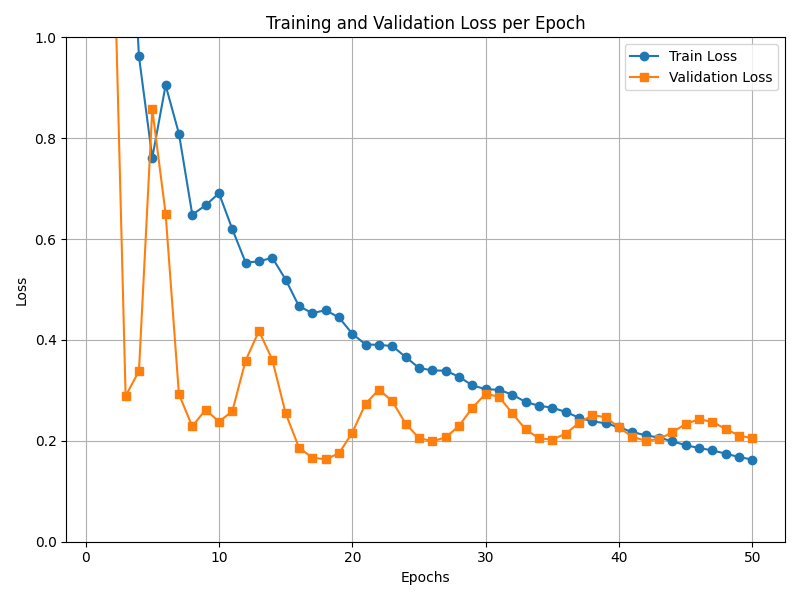 Training and Validation Loss per Epoch
Train Loss
Validation Loss
Loss
1.0
0.8
0.6
0.4
0.2
0.0
0 10 20 30 40 50
Epochs